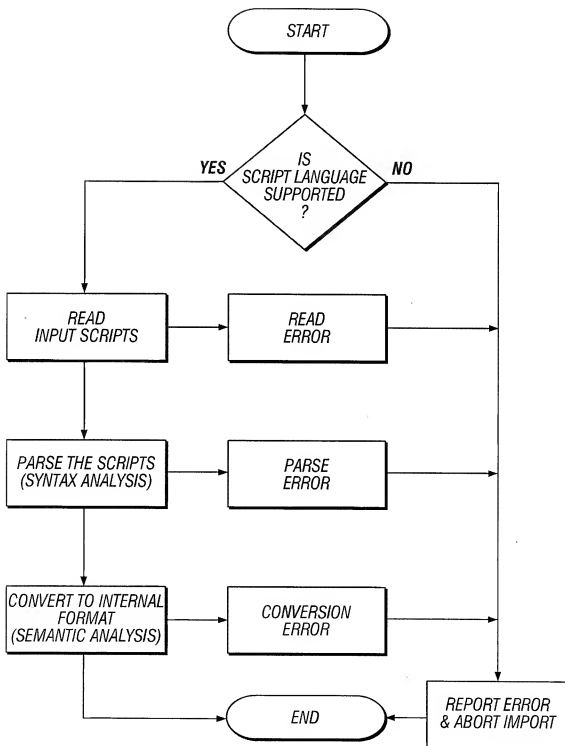 START
IS
SCRIPT LANGUAGE
SUPPORTED
?
YES
NO
READ
INPUT SCRIPTS
READ
ERROR
PARSE THE SCRIPTS
(SYNTAX ANALYSIS)
PARSE
ERROR
CONVERT TO INTERNAL
FORMAT
(SEMANTIC ANALYSIS)
CONVERSION
ERROR
END
REPORT ERROR
& ABORT IMPORT